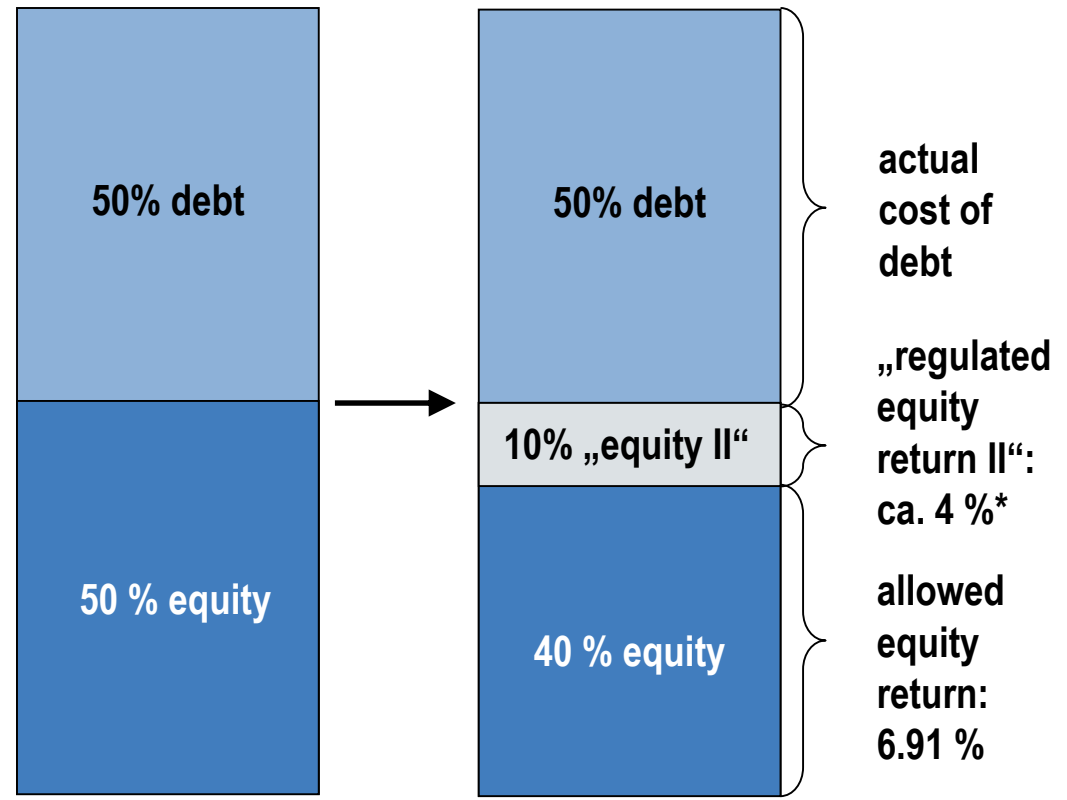 50% debt
50 % equity
50% debt
10% „equity II“
40 % equity
actual
cost of
debt
„regulated
equity
return II“:
ca. 4 %*
allowed
equity
return:
6.91 %